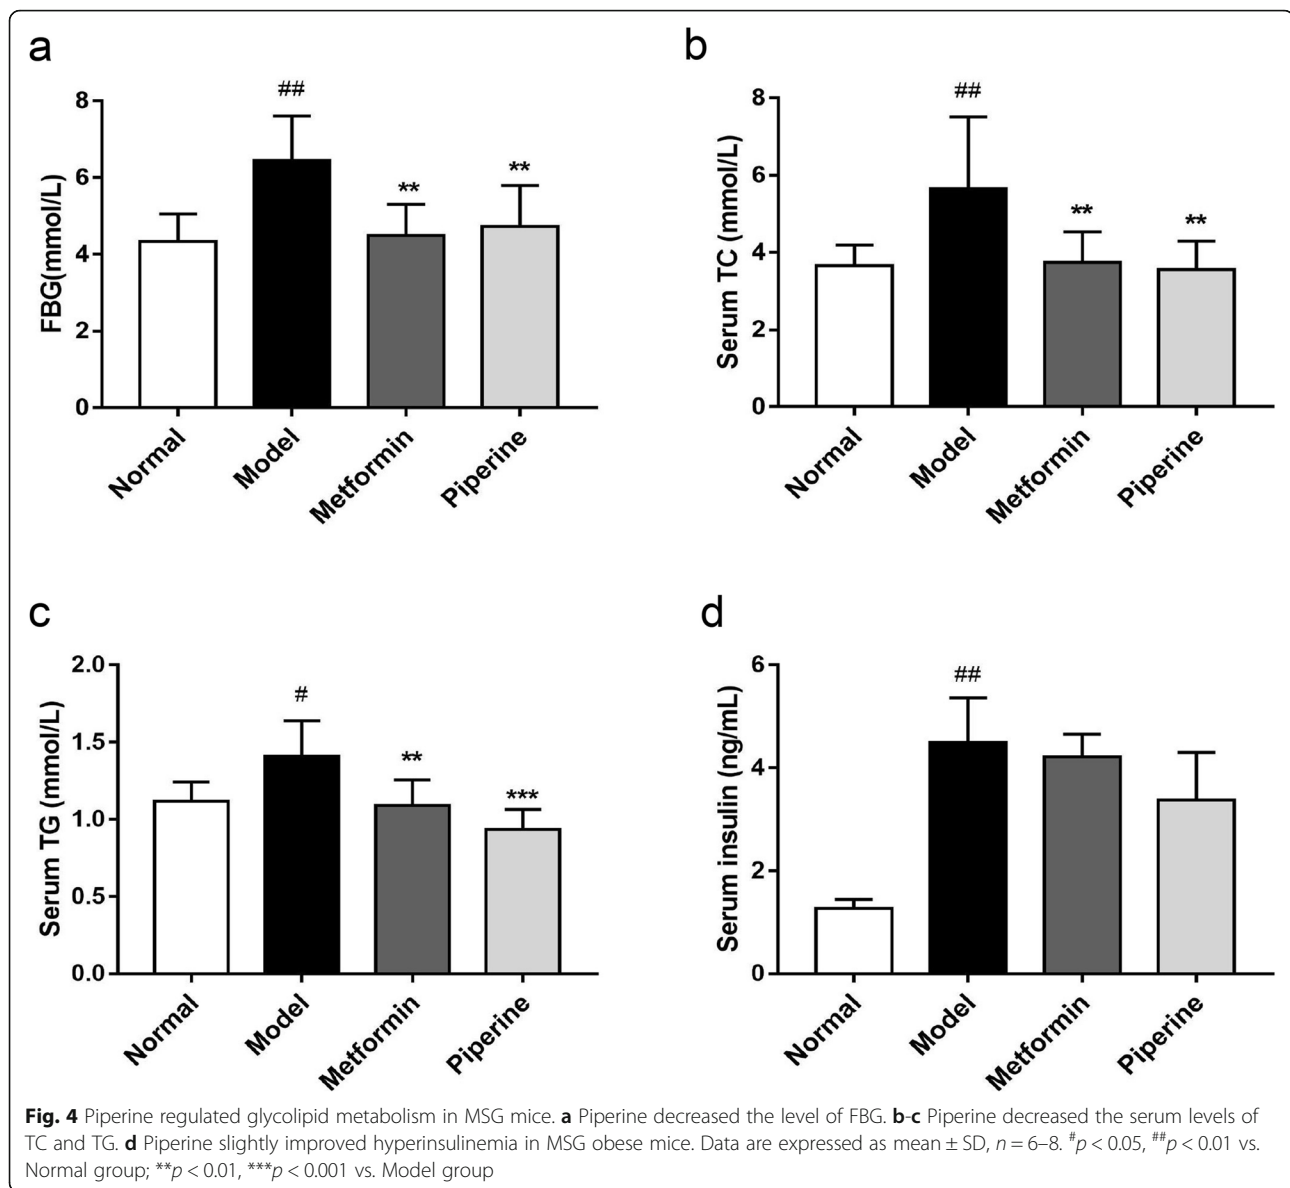 a
##
**
**
8
6
4
2
0
FBG(mmol/L)
Normal
Model
Metformin
Piperine
b
##
**
**
8
6
4
2
0
Serum TC (mmol/L)
Normal
Model
Metformin
Piperine
c
#
**
***
2.0
1.5
1.0
0.5
0.0
Serum TG (mmol/L)
Normal
Model
Metformin
Piperine
d
##
6
4
2
0
Serum insulin (ng/mL)
Normal
Model
Metformin
Piperine
Fig. 4 Piperine regulated glycolipid metabolism in MSG mice. a Piperine decreased the level of FBG. b-c Piperine decreased the serum levels of
TC and TG. d Piperine slightly improved hyperinsulinemia in MSG obese mice. Data are expressed as mean ± SD, n = 6–8. #p < 0.05, ##p < 0.01 vs.
Normal group; **p < 0.01, ***p < 0.001 vs. Model group